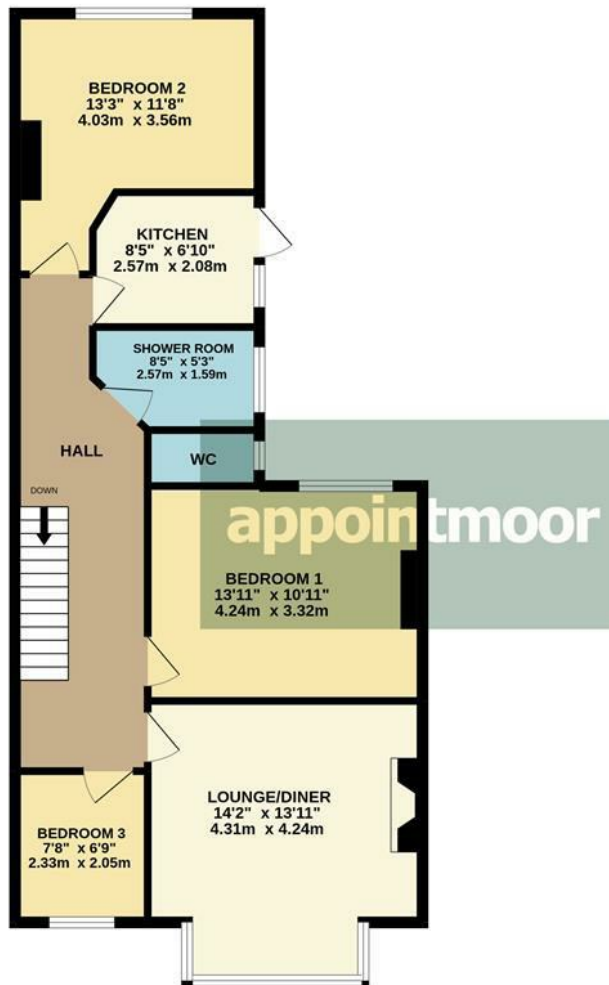 BEDROOM 2
13'3" x 11'8"
4.03m x 3.56m
KITCHEN
8'5" x 6'10"
2.57m x 2.08m
SHOWER ROOM
8'5" x 5'3"
2.57m x 1.59m
HALL
WC
DOWN
appointmoor
BEDROOM 1
13'11" x 10'11"
4.24m x 3.32m
LOUNGE/DINER
14'2" x 13'11"
4.31m x 4.24m
BEDROOM 3
7'8" x 6'9"
2.33m x 2.05m